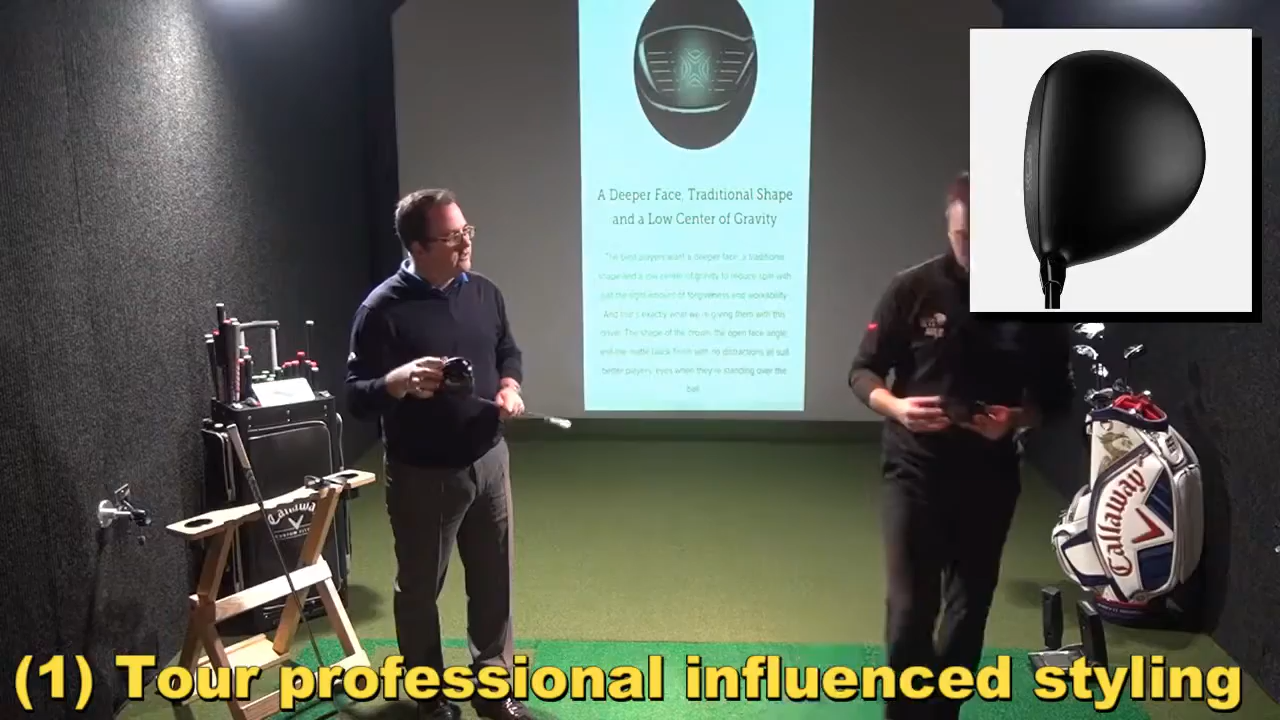 A Deeper Face, Traditional Shape
and a Low Center of Gravity
The best players want a deeper face, a traditional
shape and a low center of gravity to reduce spin with
just the right amount of forgiveness and workability.
And that's exactly what we're giving them with this
driver. The shape of the crown, the open face angle,
and the matte black finish with no distractions all suit
better players' eyes when they're standing over the
ball.
Callaway
CUSTOM
Callaway
(1) Tour professional influenced styling